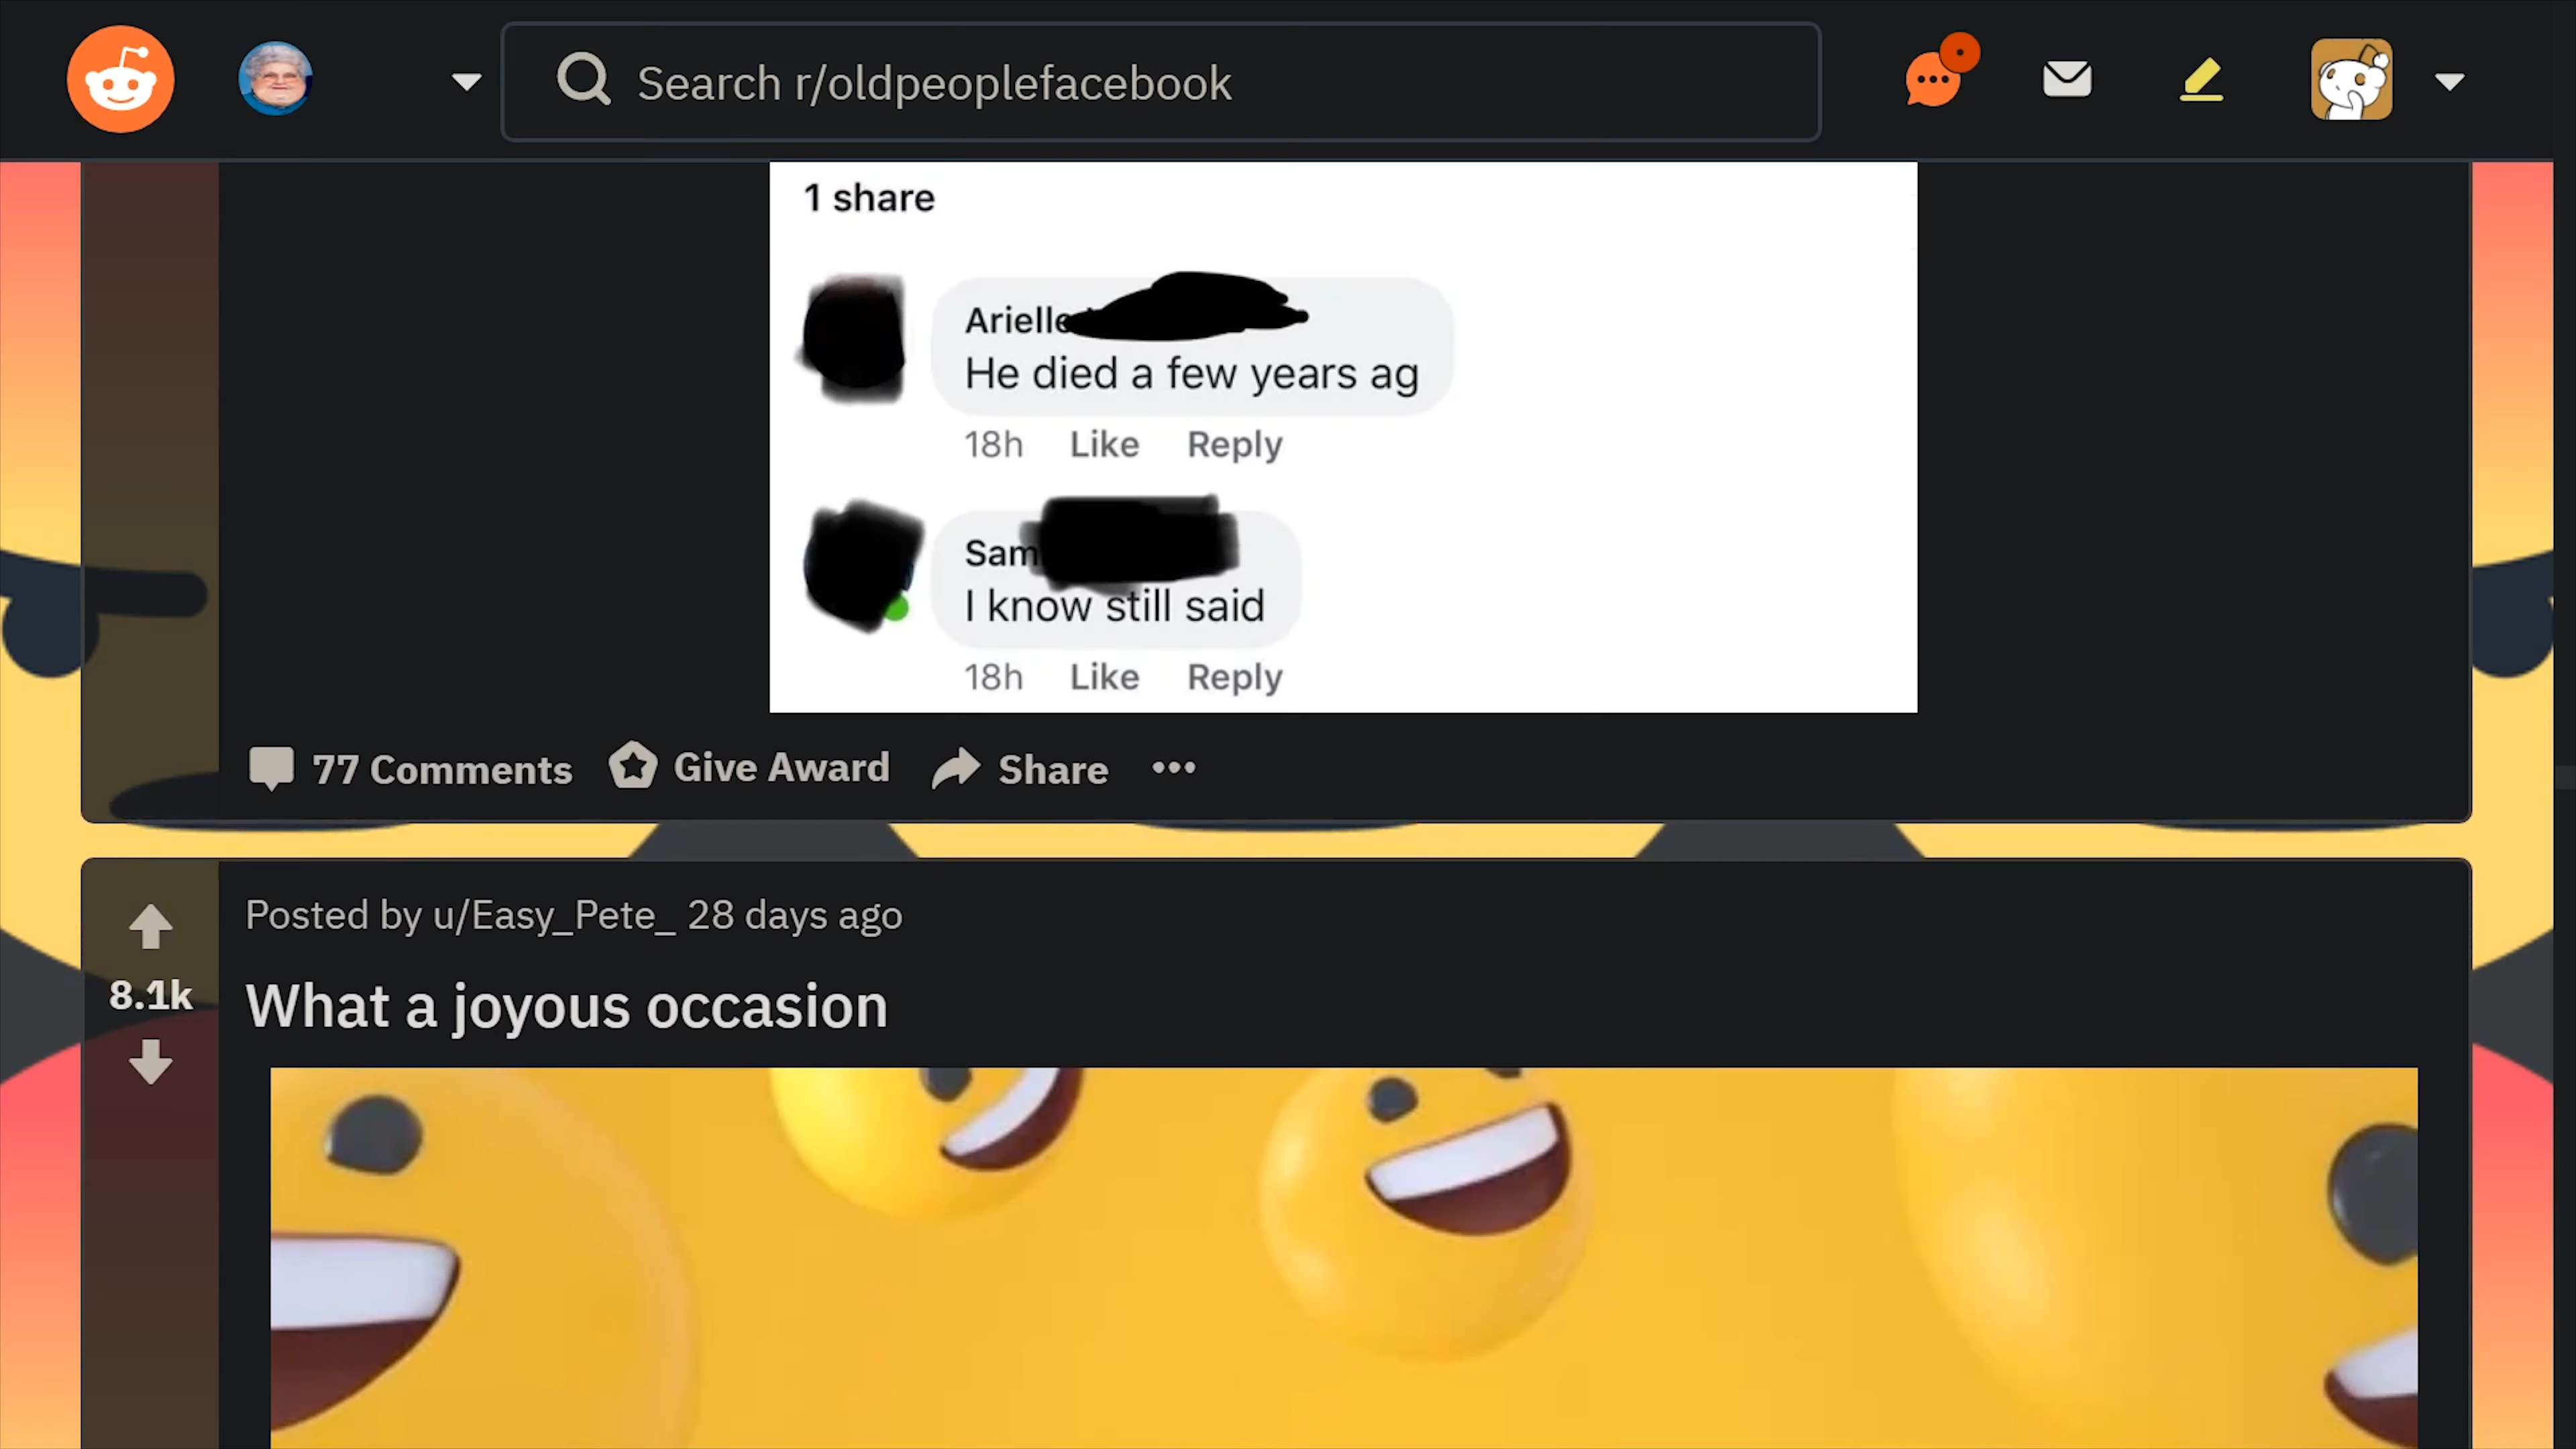 Search r/oldpeoplefacebook
1 share
Arielle
He died a few years ag
18h Like Reply
Sam
I know still said
18h Like Reply
77 Comments Give Award Share
Posted by u/Easy_Pete_ 28 days ago
8.1k
What a joyous occasion